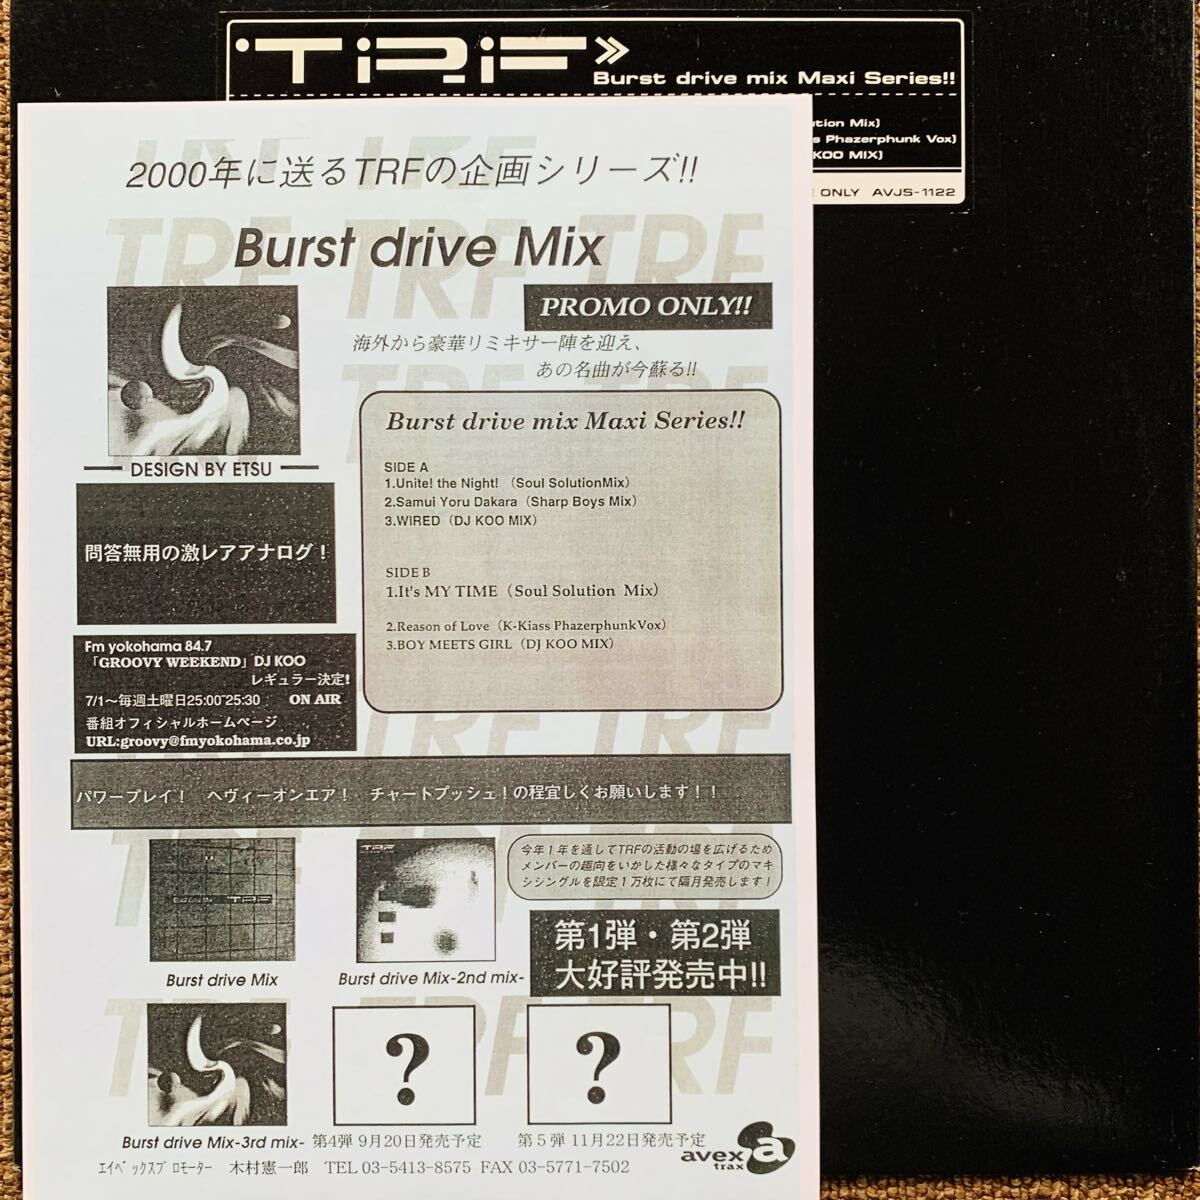 TRF
Burst drive mix Maxi Series!!
Solution Mix)
Phazerphunk Vox)
KOO MIX)
ONLY AVJS-1122
2000年に送るTRFの企画シリーズ!!
Burst drive Mix
PROMO ONLY!!
海外から豪華リミキサー陣を迎え、
あの名曲が今蘇る!!
DESIGN BY ETSU
問答無用の激レアアナログ！
Fm yokohama 84.7
「GROOVY WEEKEND」DJ KOO
レギュラー決定!
7/1～毎週土曜日25:00~25:30 ON AIR
番組オフィシャルホームページ
URL:groovy@fmyokohama.co.jp
Burst drive mix Maxi Series!!
SIDE A
1.Unite! the Night! （Soul SolutionMix）
2.Samui Yoru Dakara（Sharp Boys Mix）
3.WIRED（DJ KOO MIX）
SIDE B
1.It's MY TIME（Soul Solution Mix）
2.Reason of Love（K-Kiass PhazerphunkVox）
3.BOY MEETS GIRL（DJ KOO MIX）
パワープレイ！ ヘヴィーオンエア！、チャートプッシュ！の程宜しくお願いします！！
今年１年を通してTRFの活動の場を広げるため
メンバーの趣向をいかした様々なタイプのマキ
シシングルを限定１万枚にて隔月発売します！
第1弾・第2弾
大好評発売中!!
Burst drive Mix TRF
TRF
Burst drive Mix
Burst drive Mix-2nd mix-
?
?
Burst drive Mix-3rd mix-
第4弾 9月20日発売予定
第５弾 11月22日発売予定
avex trax
ｴｲﾍﾞｯｸｽﾌﾟﾛﾓｰﾀｰ 木村憲一郎 TEL 03-5413-8575 FAX 03-5771-7502